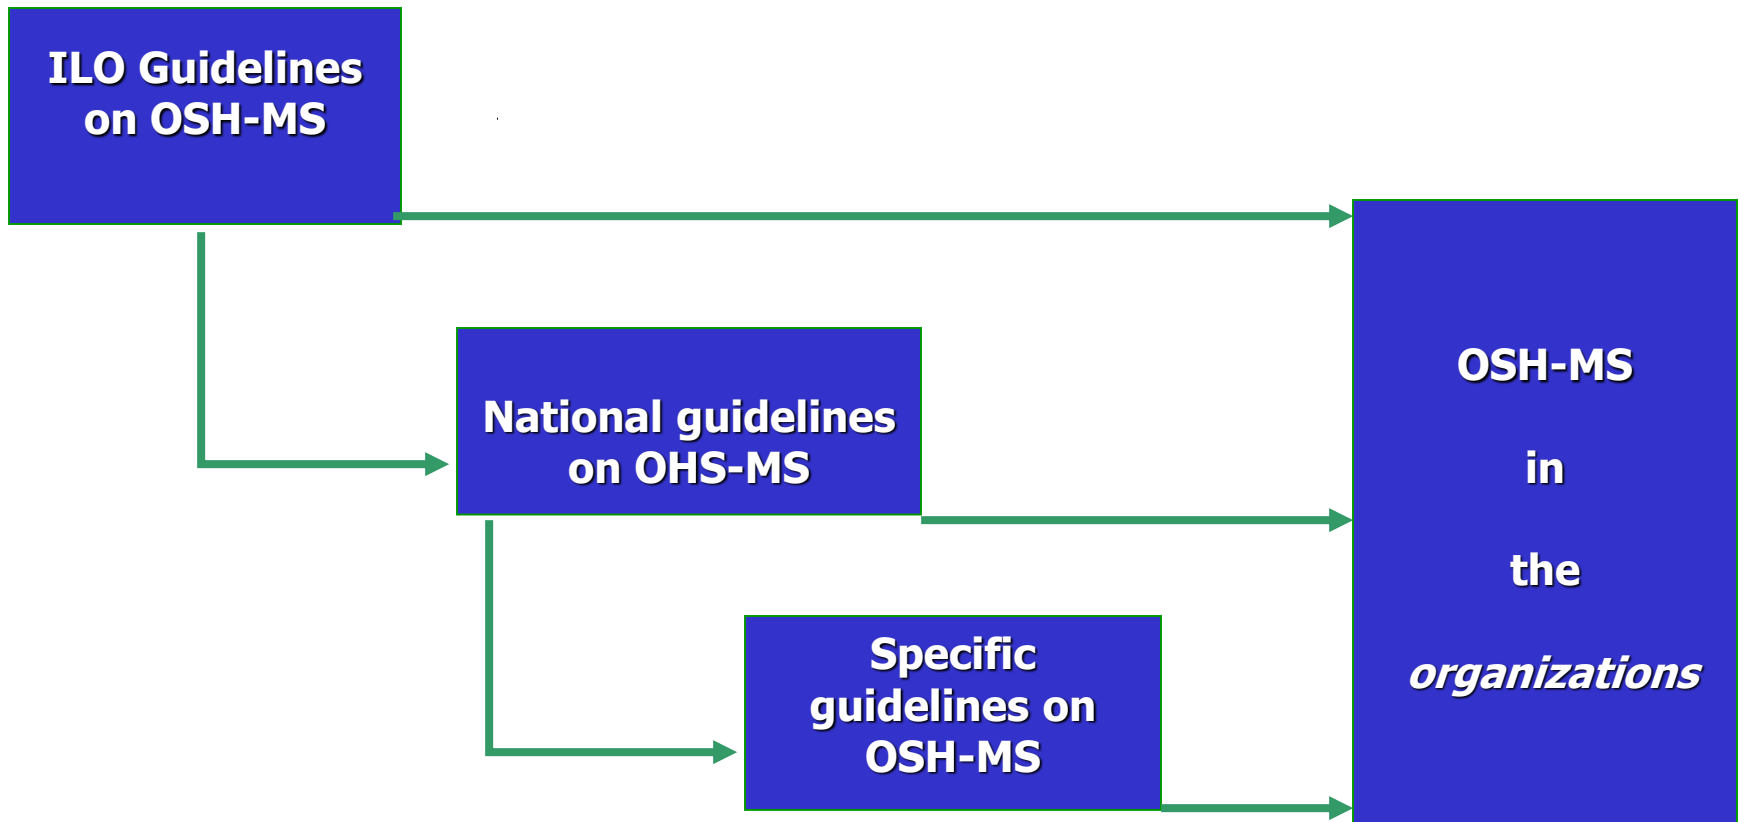 ILO Guidelines
on OSH-MS
National guidelines
on OHS-MS
Specific
guidelines on
OSH-MS
OSH-MS
in
the
organizations